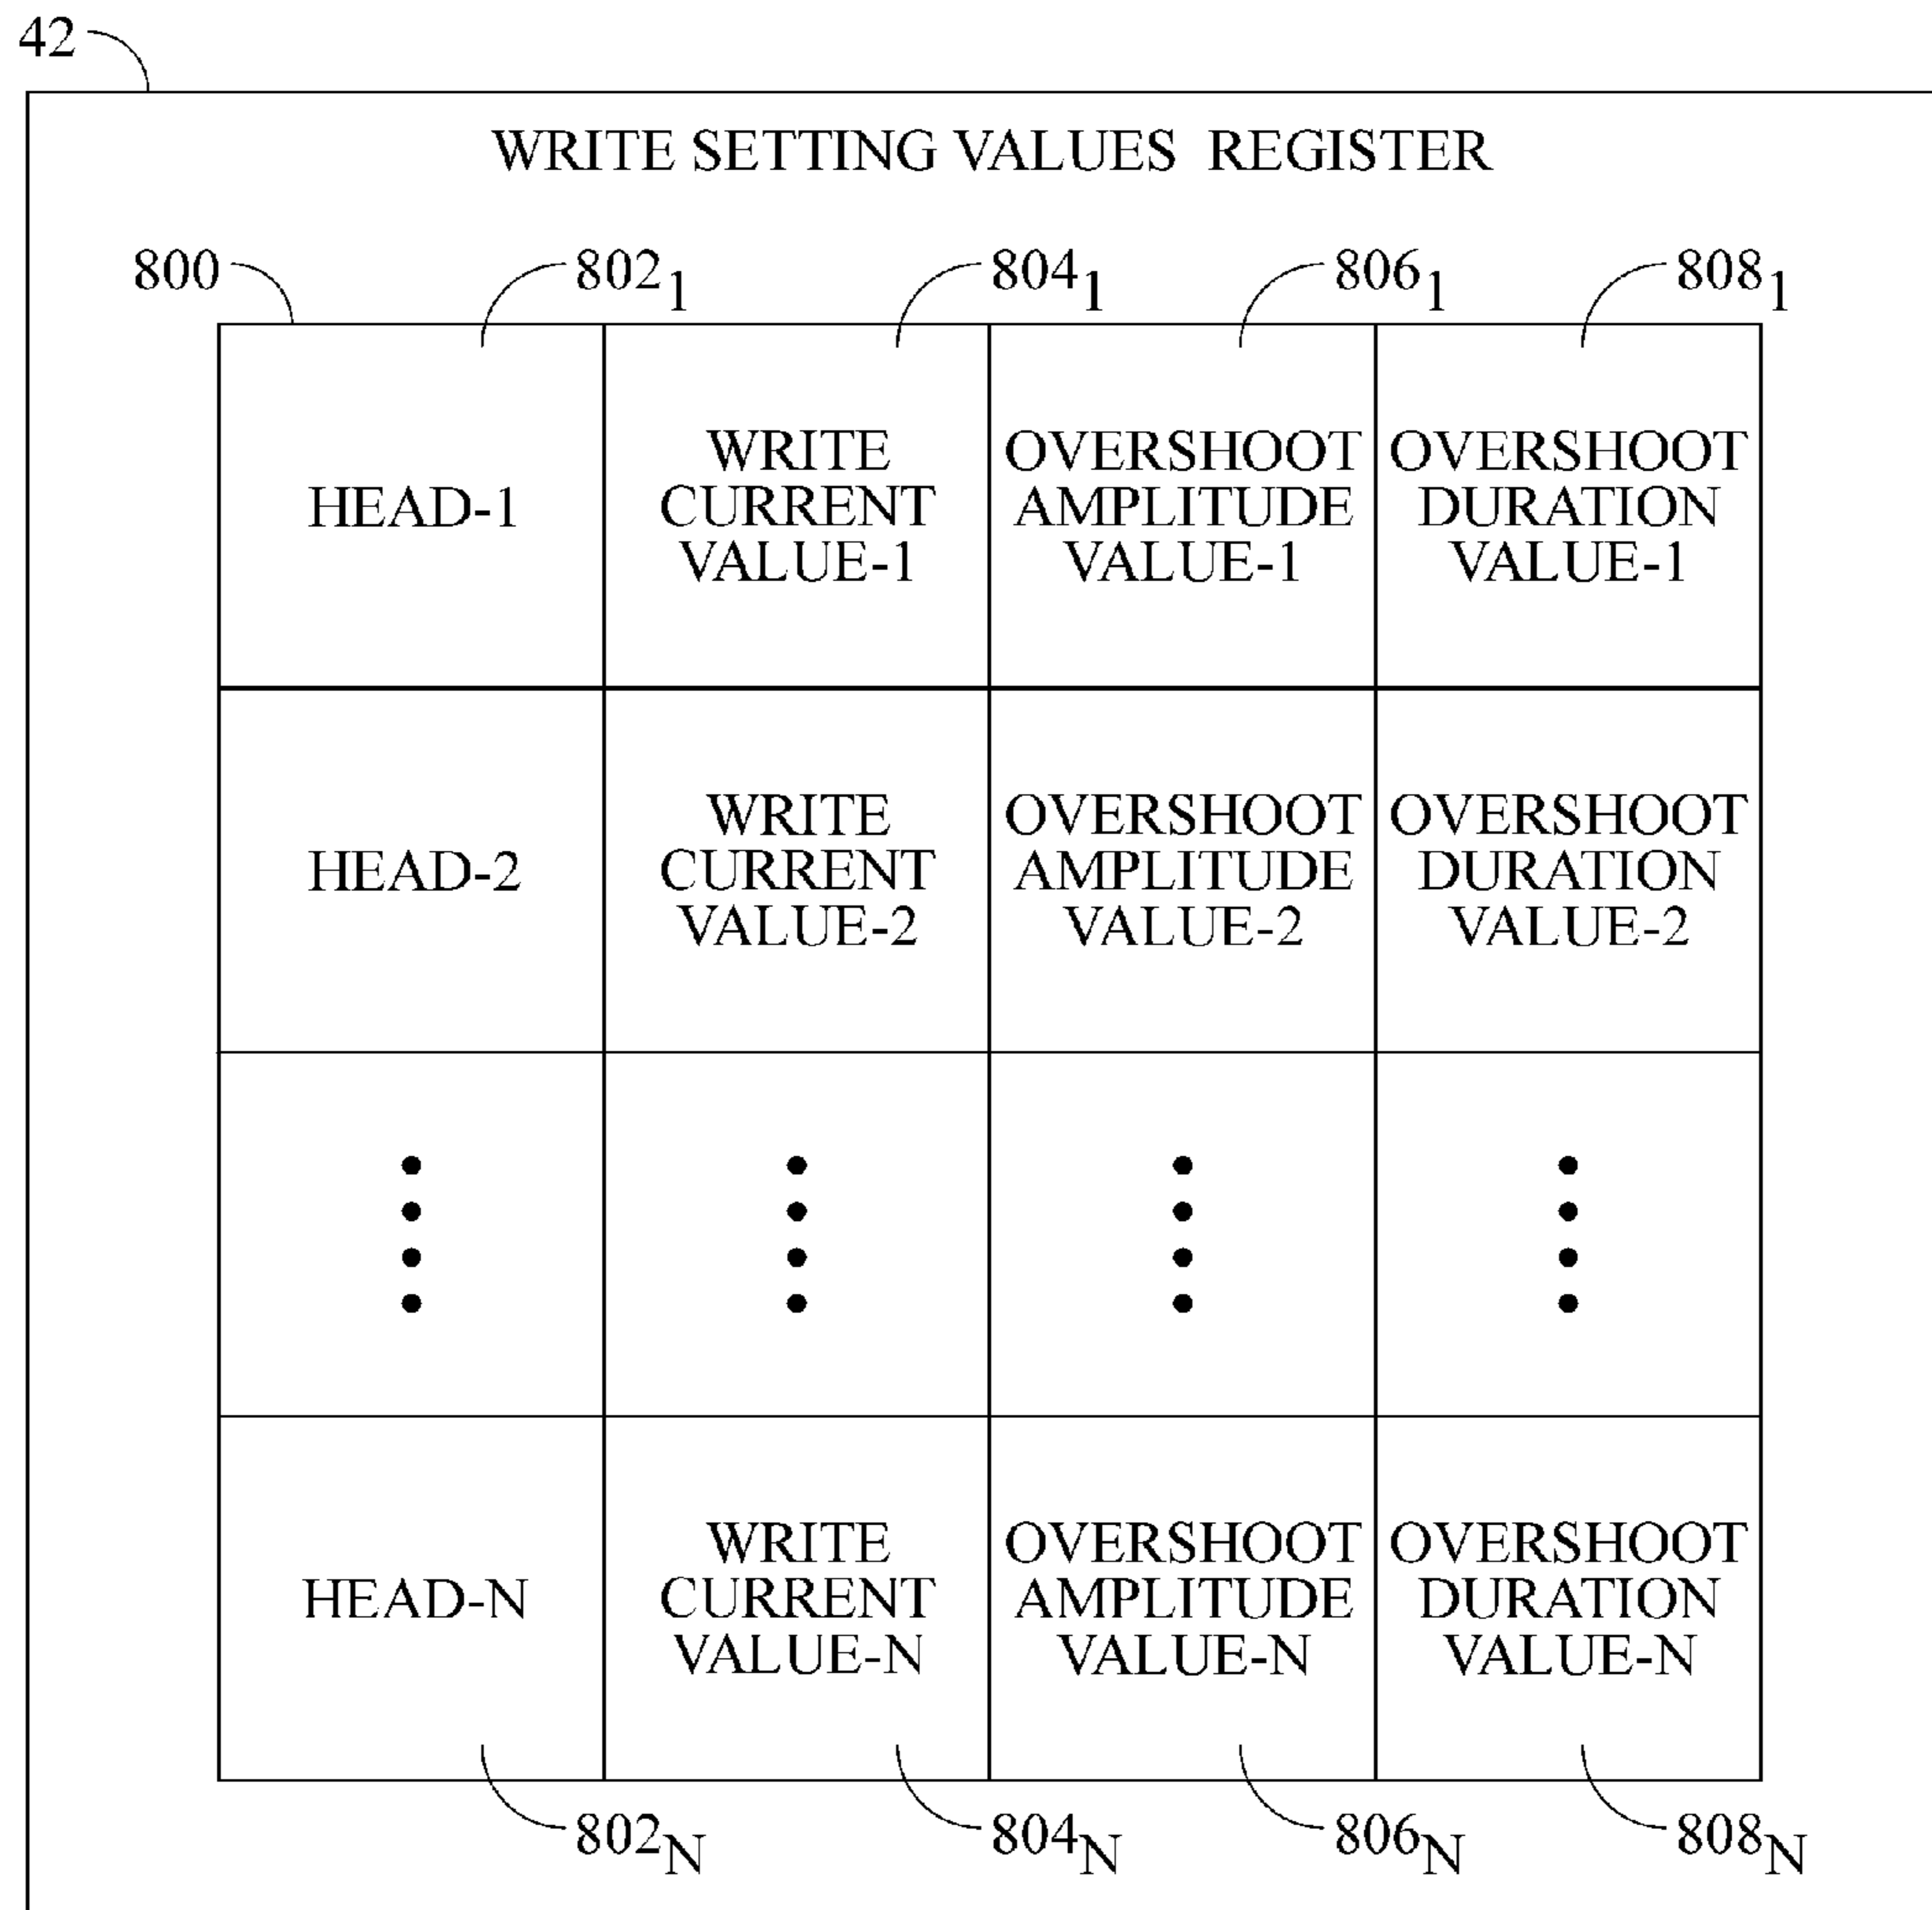 42
WRITE SETTING VALUES REGISTER
800
802₁
804₁
806₁
808₁
HEAD-1
WRITE
CURRENT
VALUE-1
OVERSHOOT
AMPLITUDE
VALUE-1
OVERSHOOT
DURATION
VALUE-1
HEAD-2
WRITE
CURRENT
VALUE-2
OVERSHOOT
AMPLITUDE
VALUE-2
OVERSHOOT
DURATION
VALUE-2
HEAD-N
WRITE
CURRENT
VALUE-N
OVERSHOOT
AMPLITUDE
VALUE-N
OVERSHOOT
DURATION
VALUE-N
802N
804N
806N
808N